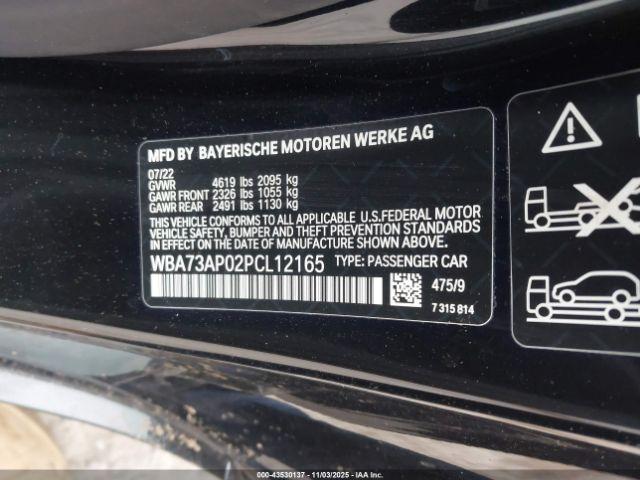 MFD BY BAYERISCHE MOTOREN WERKE AG
07/22
GVWR 4619 lbs 2095 kg
GAWR FRONT 2326 lbs 1055 kg
GAWR REAR 2491 lbs 1130 kg
THIS VEHICLE CONFORMS TO ALL APPLICABLE U.S.FEDERAL MOTOR
VEHICLE SAFETY, BUMPER AND THEFT PREVENTION STANDARDS
IN EFFECT ON THE DATE OF MANUFACTURE SHOWN ABOVE.
WBA73AP02PCL12165 TYPE: PASSENGER CAR
475/9
7 315 814
000-43530137 - 11/03/2025 - IAAI.com